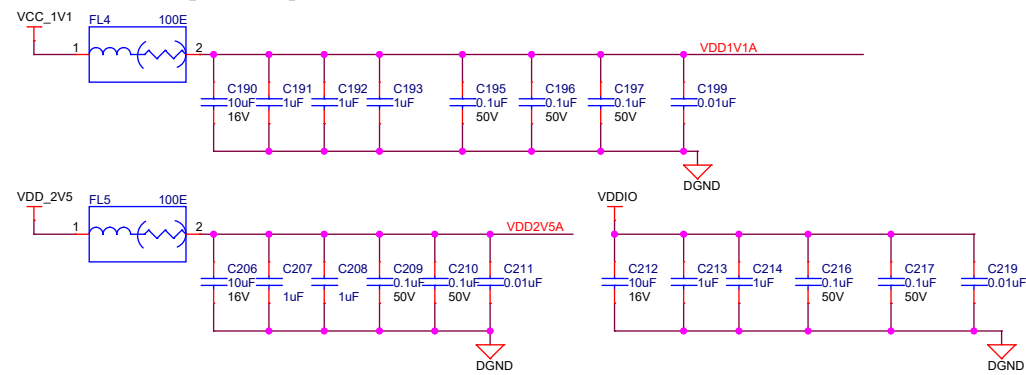 VCC_1V1
FL4 100E
1 2
VDD1V1A
C190 C191 C192 C193 C195 C196 C197 C199
10uF 1uF 1uF 1uF 0.1uF 0.1uF 0.1uF 0.01uF
16V 50V 50V 50V
DGND
VDD_2V5
FL5 100E
1 2
VDD2V5A
C206 C207 C208 C209 C210 C211
10uF 0.1uF 0.1uF 0.01uF
16V 1uF 1uF 50V 50V
DGND
VDDIO
C212 C213 C214 C216 C217 C219
10uF 1uF 1uF 0.1uF 0.1uF 0.01uF
16V 50V 50V
DGND